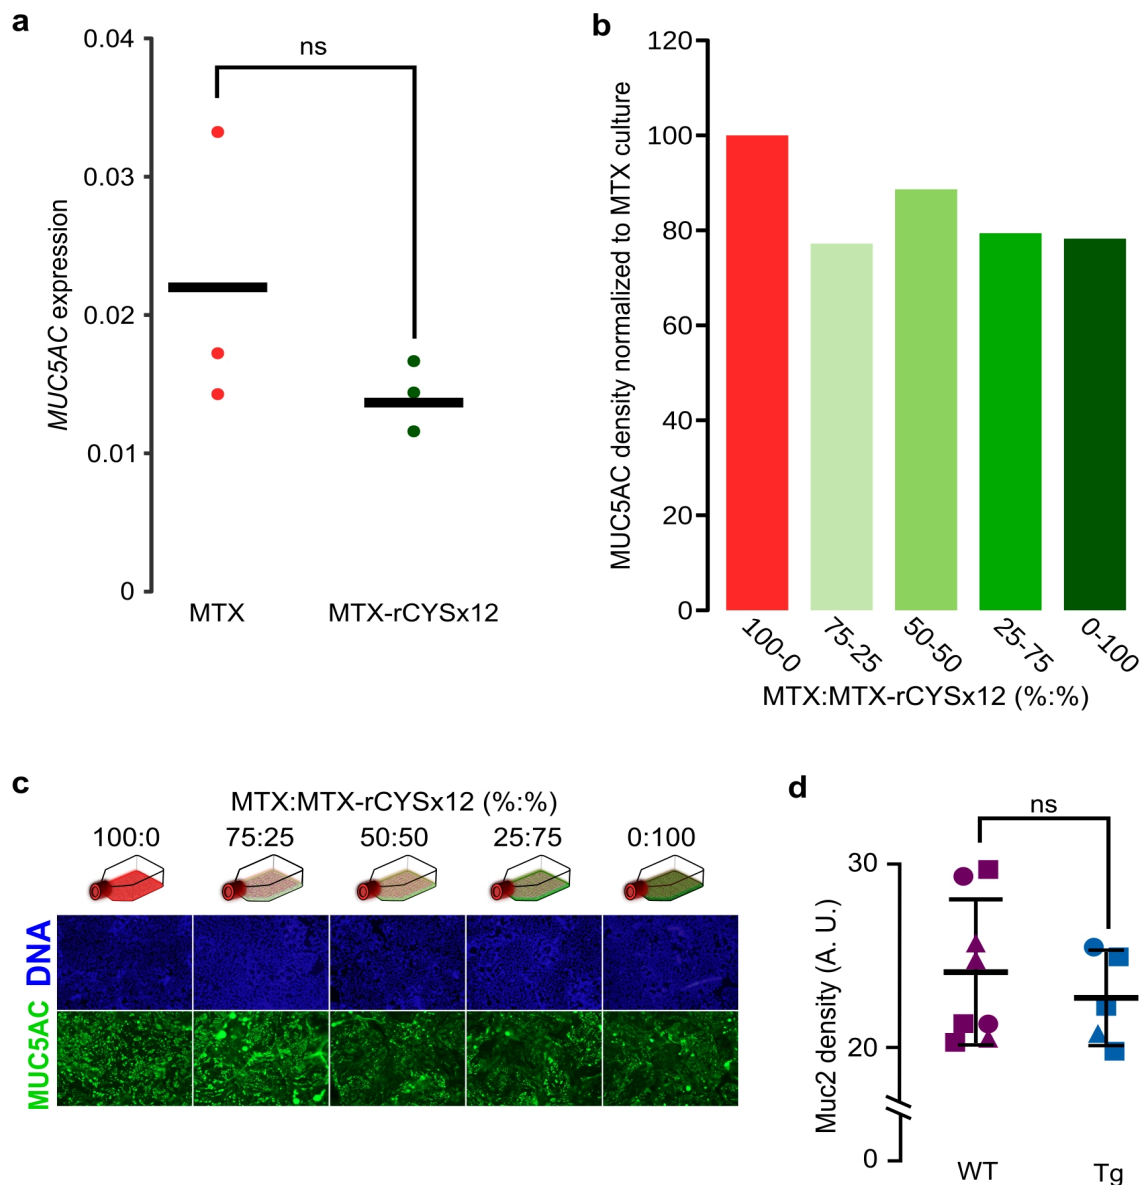 a
0.04
0.03
0.02
0.01
0
MUC5AC expression
ns
MTX
MTX-rCYSx12
b
120
100
80
60
40
20
0
MUC5AC density normalized to MTX culture
100-0
75-25
50-50
25-75
0-100
MTX:MTX-rCYSx12 (%:%)
c
MTX:MTX-rCYSx12 (%:%)
100:0
75:25
50:50
25:75
0:100
DNA
MUC5AC
d
ns
30
20
0
Muc2 density (A. U.)
WT
Tg